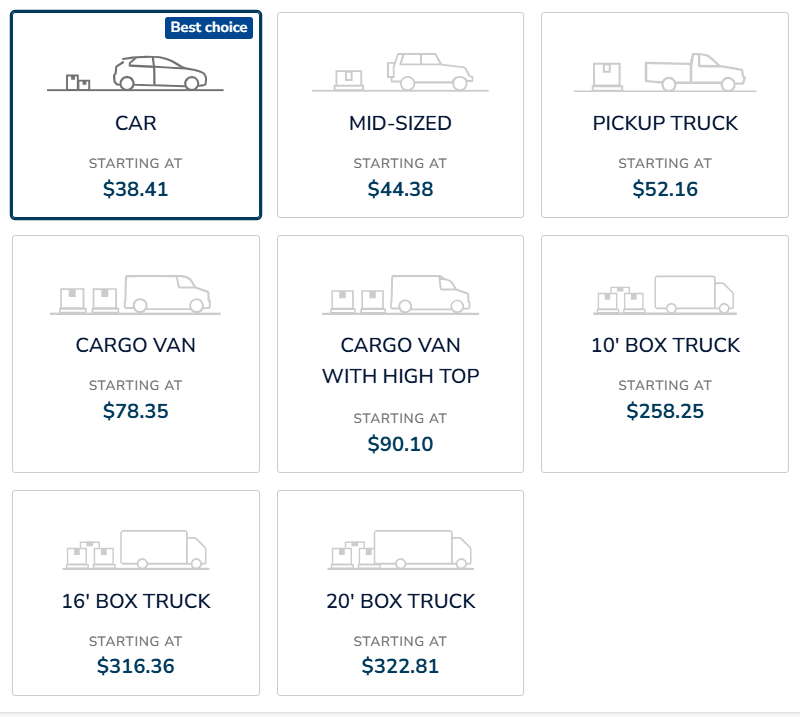 Best choice
CAR
STARTING AT
$38.41
MID-SIZED
STARTING AT
$44.38
PICKUP TRUCK
STARTING AT
$52.16
CARGO VAN
STARTING AT
$78.35
CARGO VAN
WITH HIGH TOP
STARTING AT
$90.10
10' BOX TRUCK
STARTING AT
$258.25
16' BOX TRUCK
STARTING AT
$316.36
20' BOX TRUCK
STARTING AT
$322.81